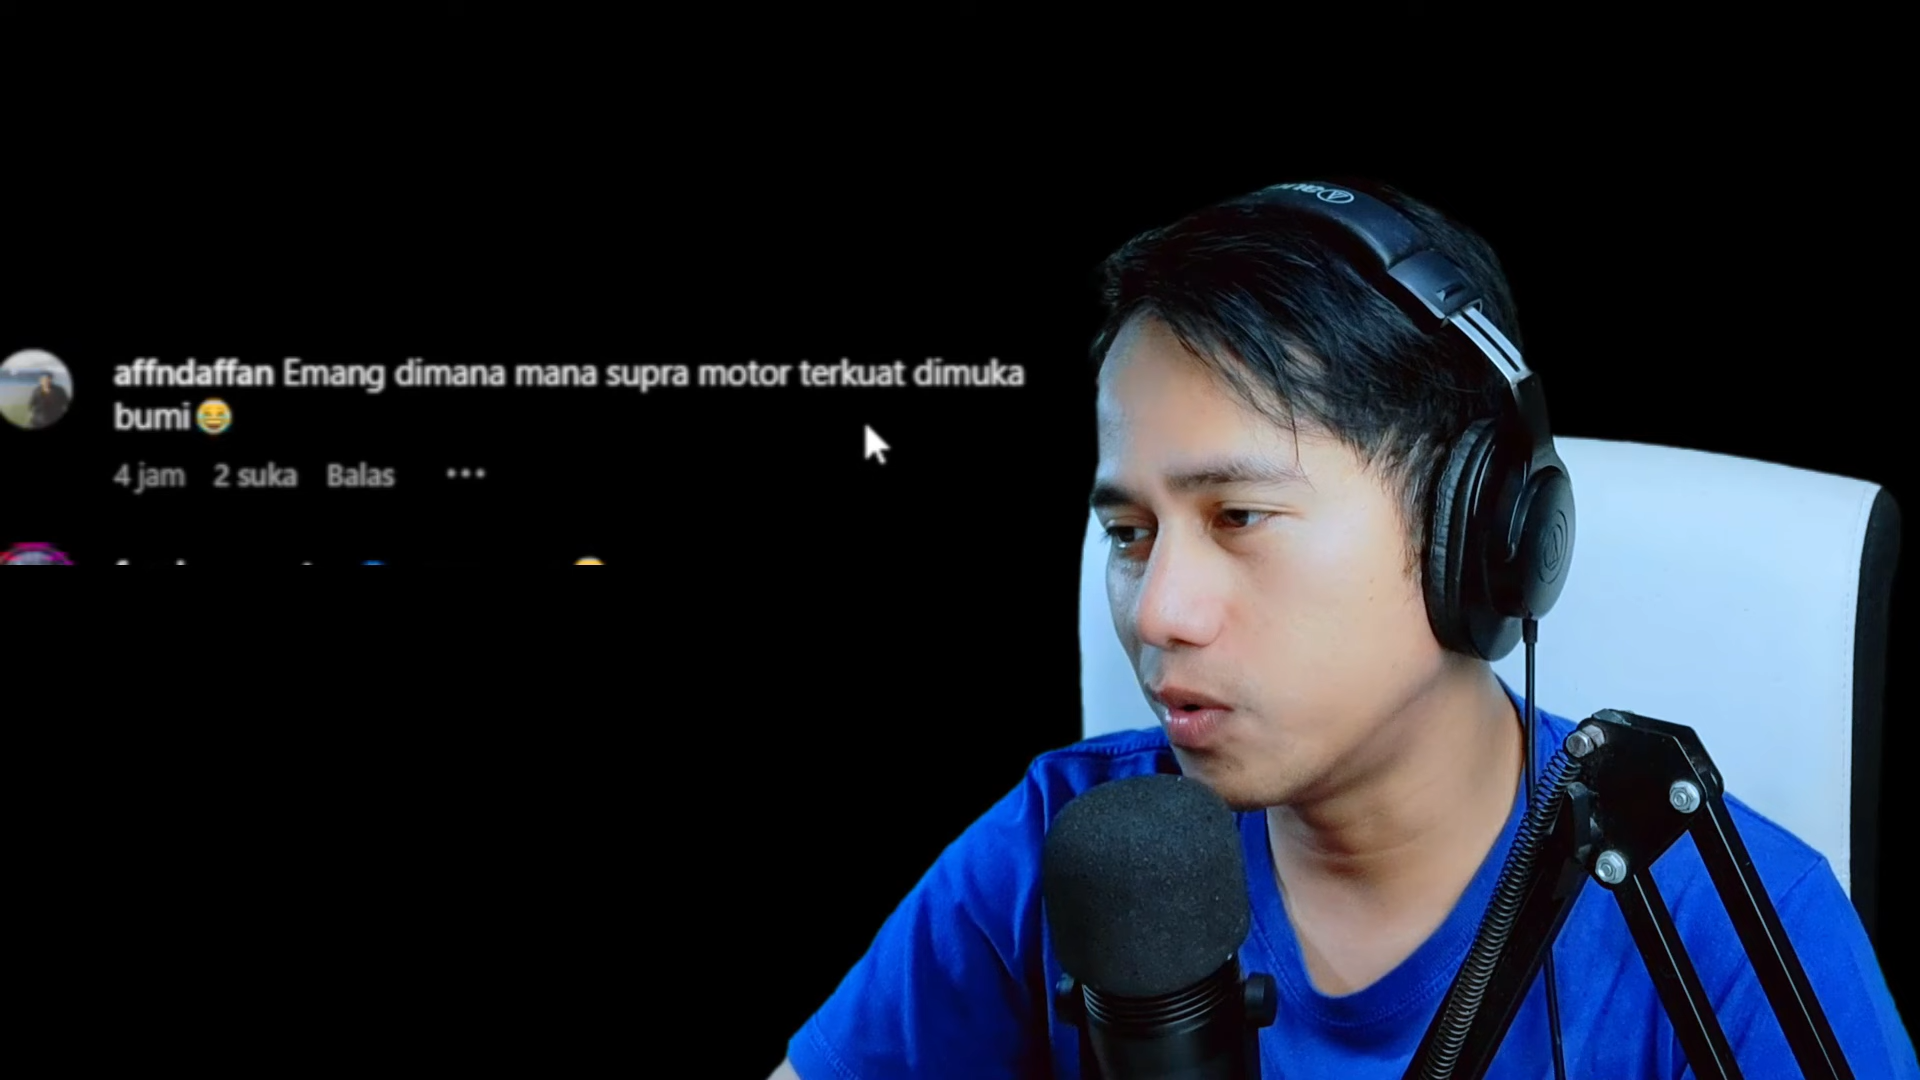 affndaffan Emang dimana mana supra motor terkuat dimuka
bumi😂
4 jam 2 suka Balas •••